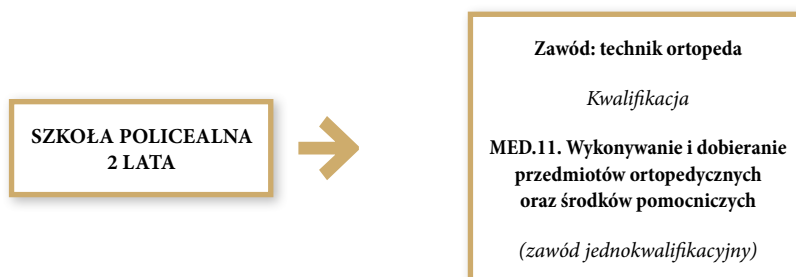 SZKOŁA POLICEALNA
2 LATA
Zawód: technik ortopeda
Kwalifikacja
MED.11. Wykonywanie i dobieranie
przedmiotów ortopedycznych
oraz środków pomocniczych
(zawód jednokwalifikacyjny)